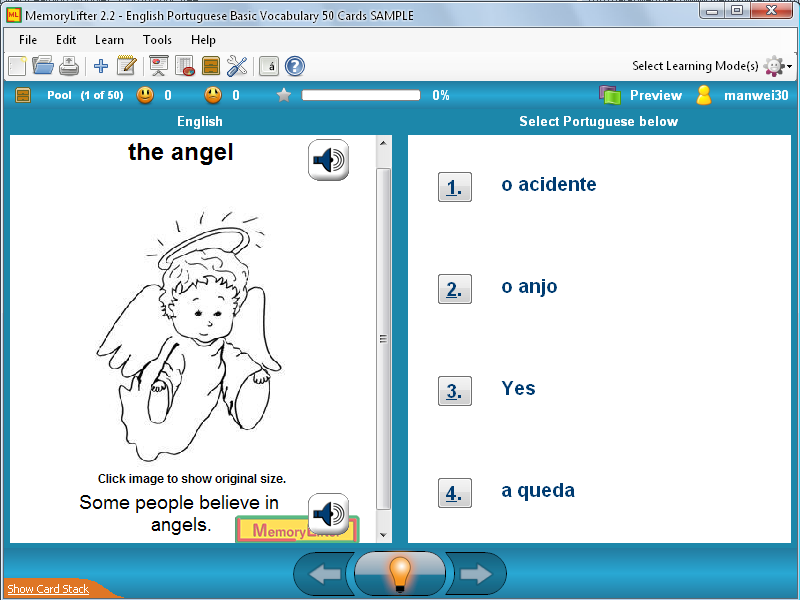 MemoryLifter 2.2 - English Portuguese Basic Vocabulary 50 Cards SAMPLE
File Edit Learn Tools Help
á ? Select Learning Mode(s)
Pool (1 of 50) 0 0 0% Preview manwei30
English
Select Portuguese below
the angel
1. o acidente
2. o anjo
3. Yes
4. a queda
Click image to show original size.
Some people believe in
angels.
Show Card Stack